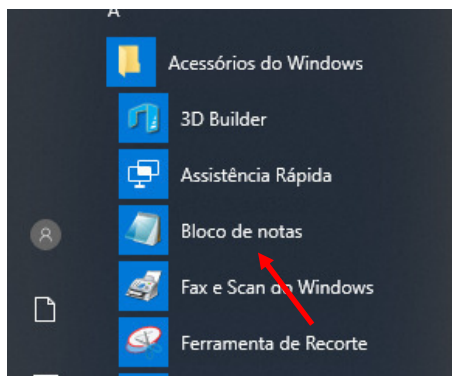 A
Acessórios do Windows
3D Builder
Assistência Rápida
Bloco de notas
Fax e Scan do Windows
Ferramenta de Recorte